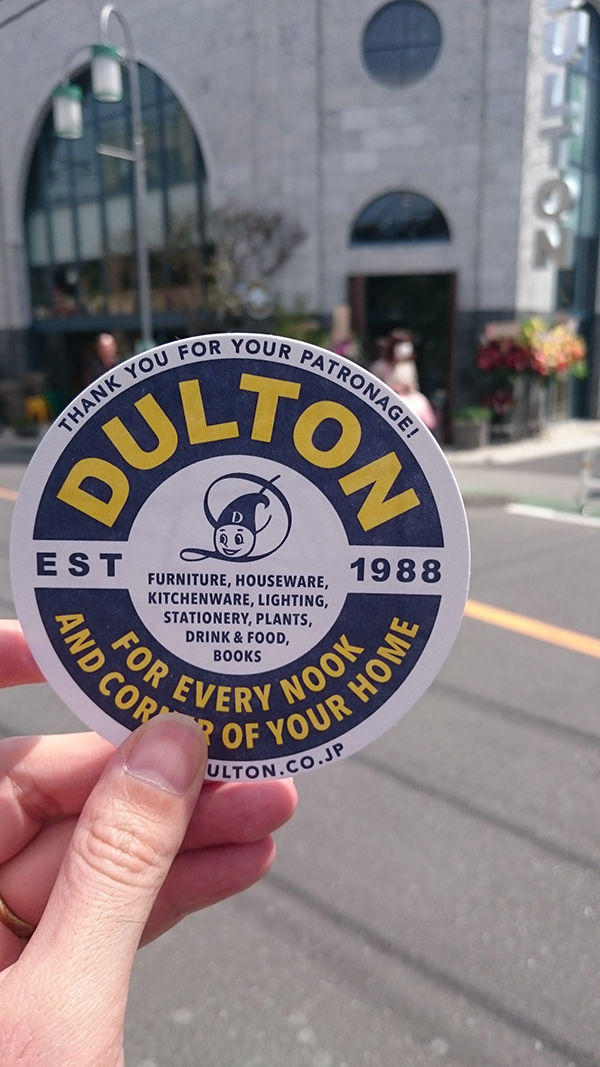 THANK YOU FOR YOUR PATRONAGE!
DULTON
D
EST 1988
FURNITURE, HOUSEWARE,
KITCHENWARE, LIGHTING,
STATIONERY, PLANTS,
DRINK & FOOD,
BOOKS
FOR EVERY NOOK
AND CORNER OF YOUR HOME
ULTON.CO.JP
DULTON